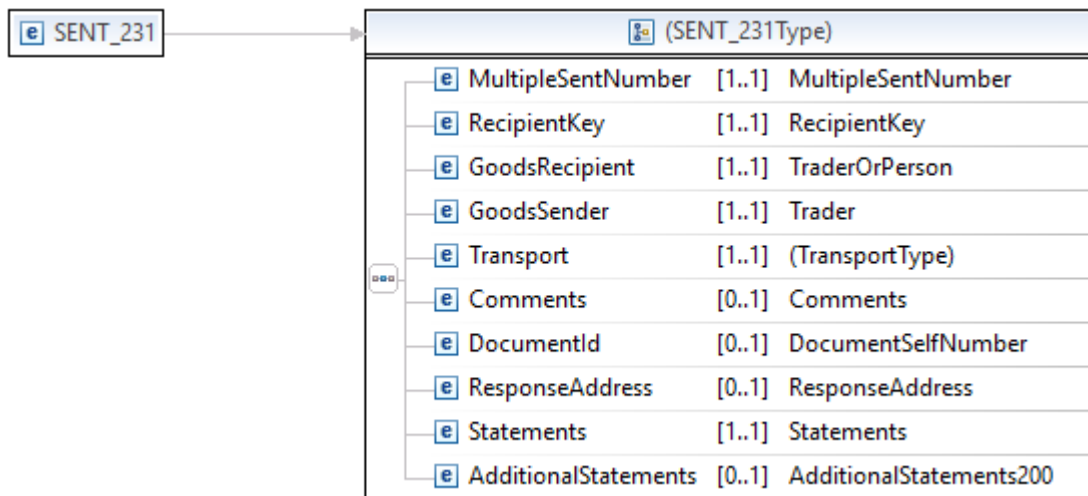 e SENT_231
(SENT_231Type)
e MultipleSentNumber [1..1] MultipleSentNumber
e RecipientKey [1..1] RecipientKey
e GoodsRecipient [1..1] TraderOrPerson
e GoodsSender [1..1] Trader
e Transport [1..1] (TransportType)
e Comments [0..1] Comments
e DocumentId [0..1] DocumentSelfNumber
e ResponseAddress [0..1] ResponseAddress
e Statements [1..1] Statements
e AdditionalStatements [0..1] AdditionalStatements200